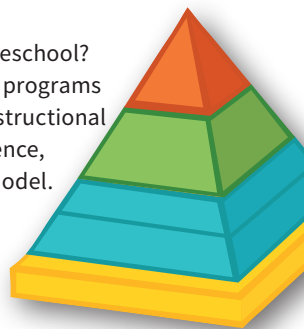 eschool?
programs
structional
ence,
odel.